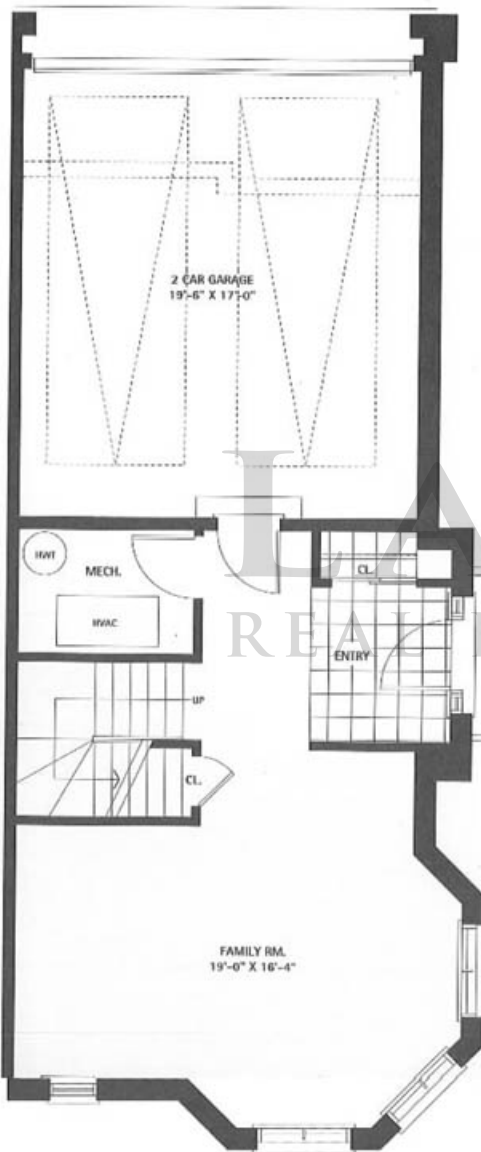 2 CAR GARAGE
19'-6" X 17'-0"
HWT
MECH.
HVAC
CL.
ENTRY
UP
CL.
FAMILY RM.
19'-0" X 16'-4"
LA
REAL